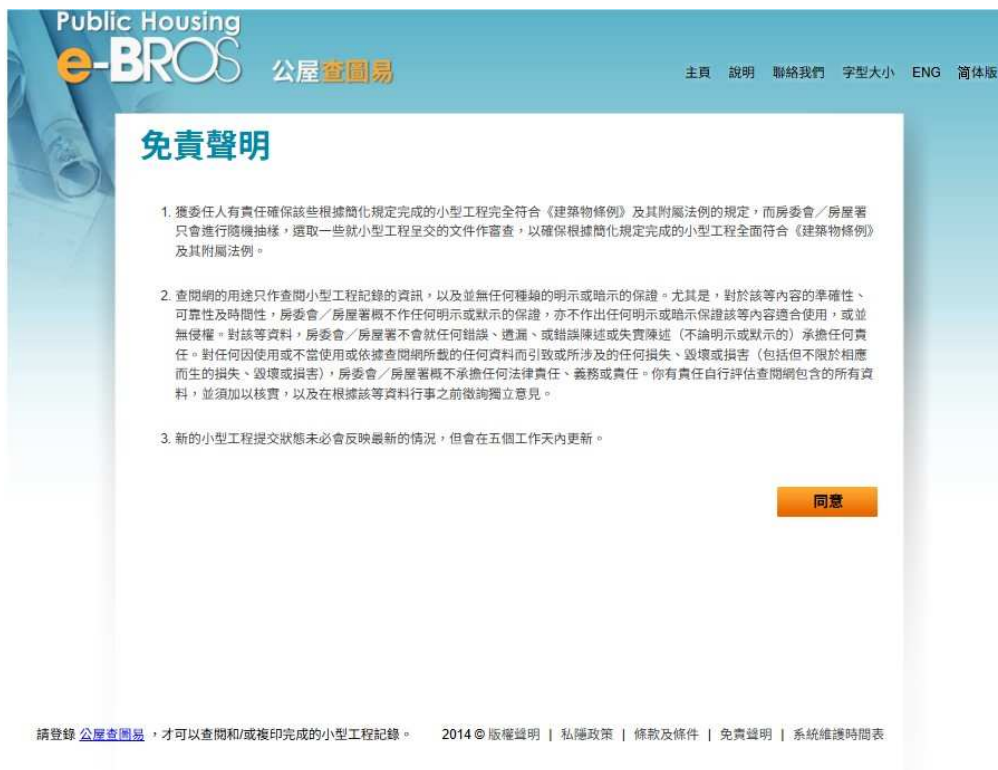 Public Housing
e-BROS 公屋查圖易
主頁 說明 聯絡我們 字型大小 ENG 简体版
免責聲明
1. 獲委任人有責任確保該些根據簡化規定完成的小型工程完全符合《建築物條例》及其附屬法例的規定，而房委會／房屋署
只會進行隨機抽樣，選取一些就小型工程呈交的文件作審查，以確保根據簡化規定完成的小型工程全面符合《建築物條例》
及其附屬法例。
2. 查閱網的用途只作查閱小型工程記錄的資訊，以及並無任何種類的明示或暗示的保證。尤其是，對於該等內容的準確性、
可靠性及時間性，房委會／房屋署概不作任何明示或默示的保證，亦不作出任何明示或暗示保證該等內容適合使用，或並
無侵權。對該等資料，房委會／房屋署不會就任何錯誤、遺漏、或錯誤陳述或失實陳述（不論明示或默示的）承擔任何責
任。對任何因使用或不當使用或依據查閱網所載的任何資料而引致或所涉及的任何損失、毀壞或損害（包括但不限於相應
而生的損失、毀壞或損害），房委會／房屋署概不承擔任何法律責任、義務或責任。你有責任自行評估查閱網包含的所有資
料，並須加以核實，以及在根據該等資料行事之前徵詢獨立意見。
3. 新的小型工程提交狀態未必會反映最新的情況，但會在五個工作天內更新。
同意
請登錄 公屋查圖易 ，才可以查閱和/或複印完成的小型工程記錄。 2014 © 版權聲明 | 私隱政策 | 條款及條件 | 免責聲明 | 系統維護時間表